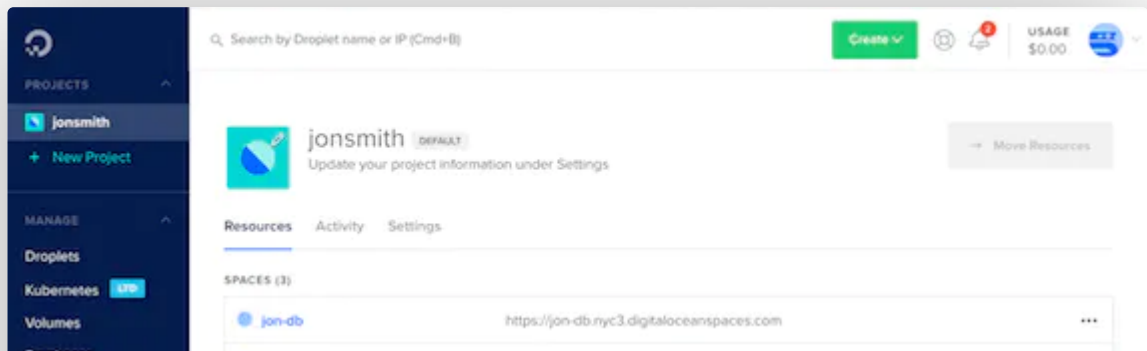 Search by Droplet name or IP (Cmd+B)
Create
2
USAGE
$0.00
PROJECTS
jonsmith
+ New Project
MANAGE
Droplets
Kubernetes LTD
Volumes
jonsmith DEFAULT
Update your project information under Settings
→ Move Resources
Resources Activity Settings
SPACES (3)
jon-db https://jon-db.nyc3.digitaloceanspaces.com